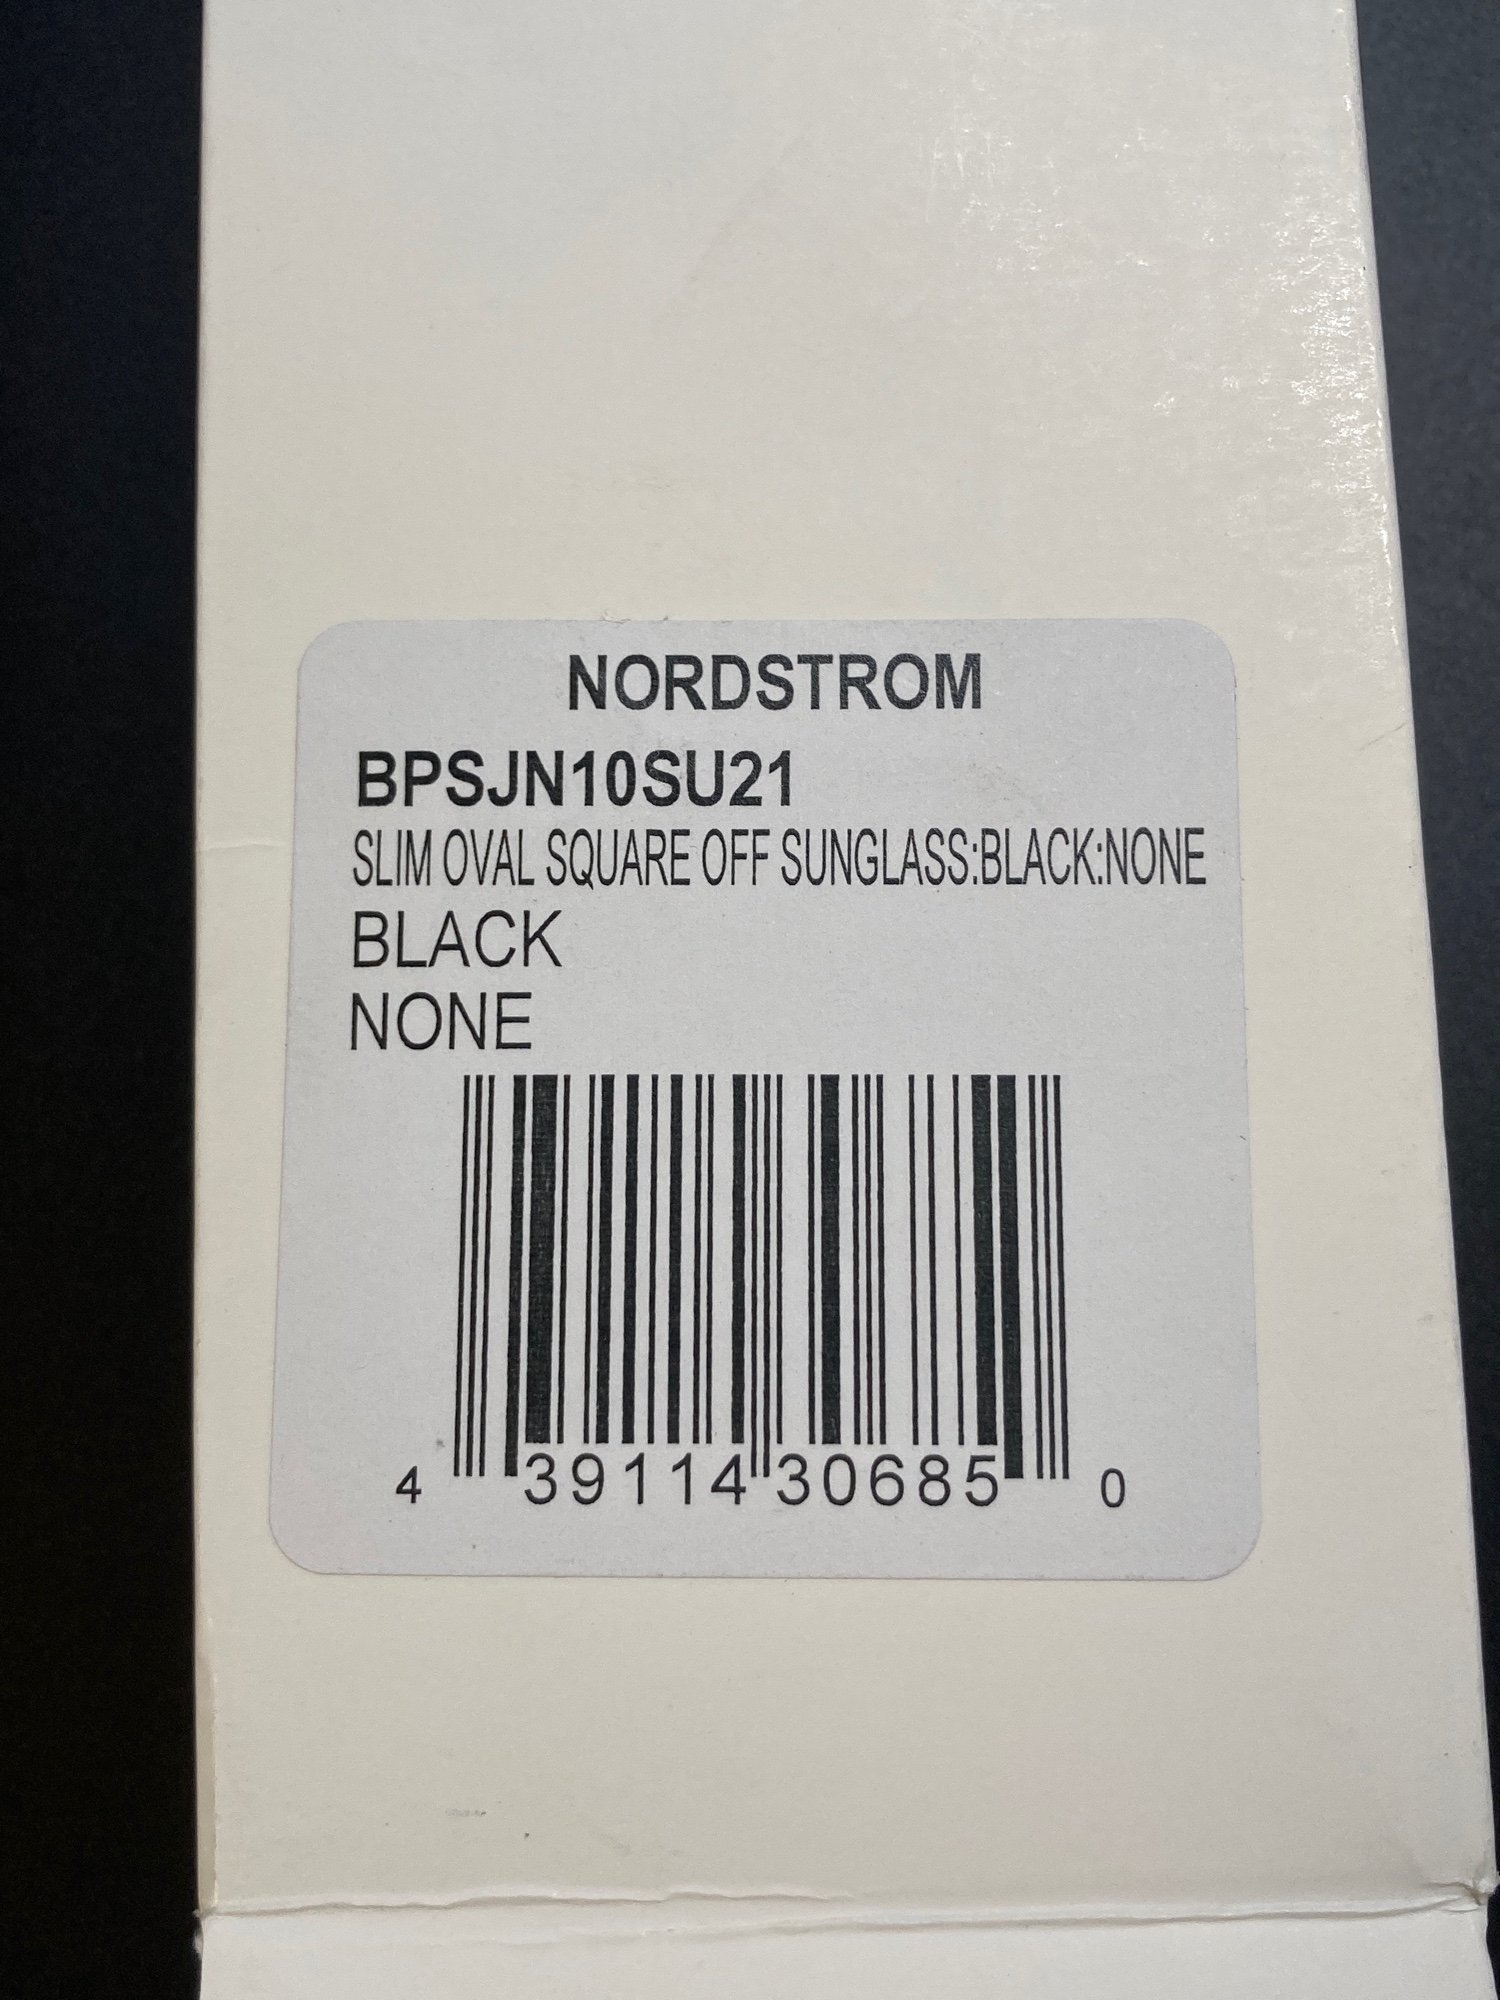 NORDSTROM
BPSJN10SU21
SLIM OVAL SQUARE OFF SUNGLASS:BLACK:NONE
BLACK
NONE
4 39114 30685 0